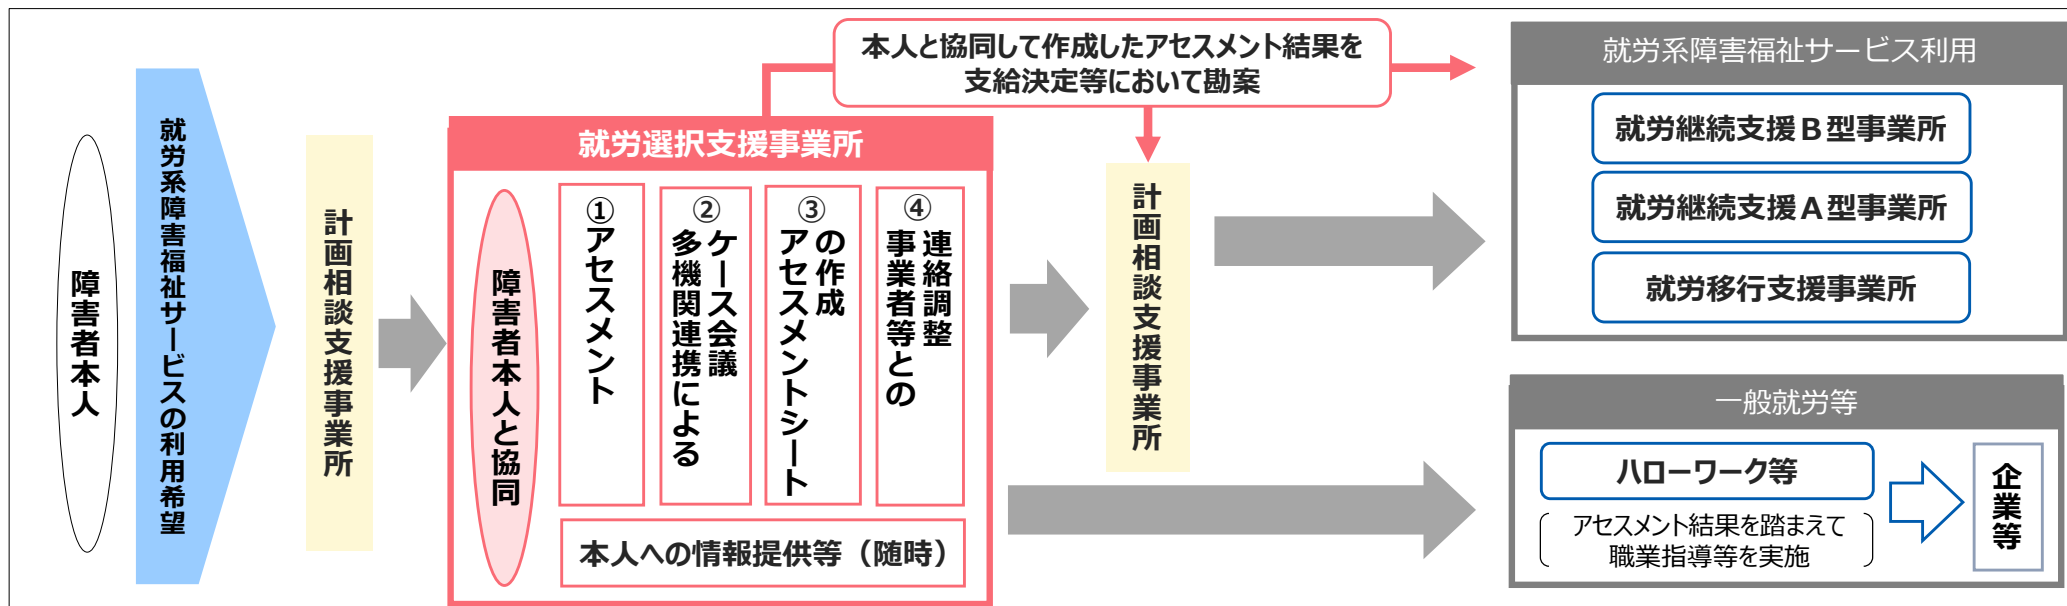 障害者本人
就労系障害福祉サービスの利用希望
計画相談支援事業所
本人と協同して作成したアセスメント結果を
支給決定等において勘案
就労選択支援事業所
障害者本人と協同
①
アセスメント
②
多機関連携による
ケース会議
③
アセスメントシート
の作成
④
事業者等との
連絡調整
本人への情報提供等（随時）
計画相談支援事業所
就労系障害福祉サービス利用
就労継続支援Ｂ型事業所
就労継続支援Ａ型事業所
就労移行支援事業所
一般就労等
ハローワーク等
アセスメント結果を踏まえて
職業指導等を実施
企業等